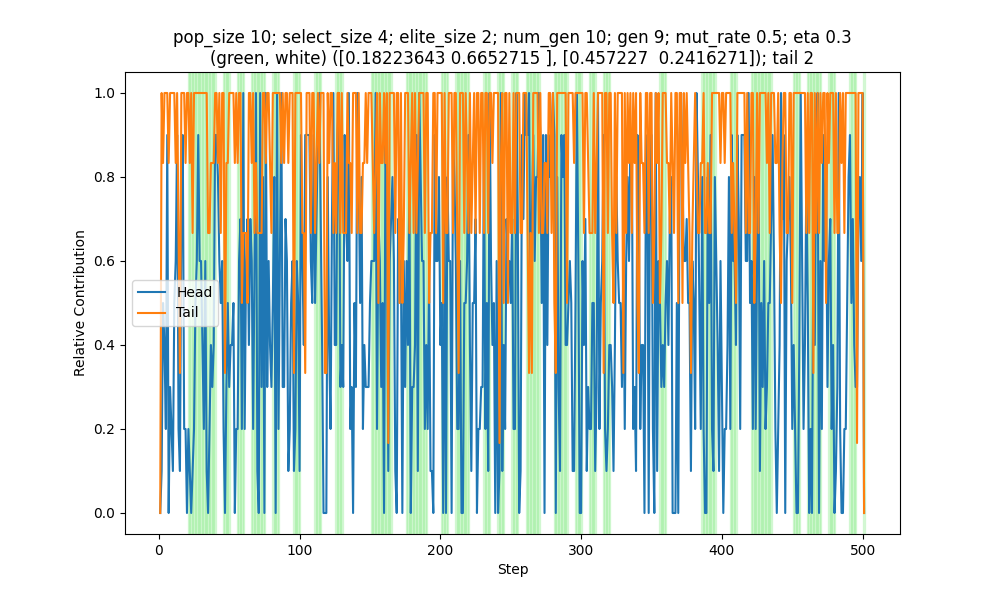 pop_size 10; select_size 4; elite_size 2; num_gen 10; gen 9; mut_rate 0.5; eta 0.3
(green, white) ([0.18223643 0.6652715 ], [0.457227  0.2416271]); tail 2
1.0
0.8
0.6
0.4
0.2
0.0
Relative Contribution
Head
Tail
0
100
200
300
400
500
Step